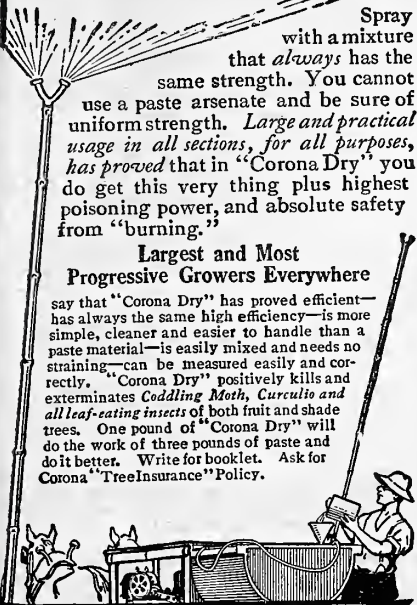 Spray
with a mixture
that always has the
same strength. You cannot
use a paste arsenate and be sure of
uniform strength. Large and practical
usage in all sections, for all purposes,
has proved that in "Corona Dry" you
do get this very thing plus highest
poisoning power, and absolute safety
from "burning."
Largest and Most
Progressive Growers Everywhere
say that "Corona Dry" has proved efficient—
has always the same high efficiency—is more
simple, cleaner and easier to handle than a
paste material—is easily mixed and needs no
straining—can be measured easily and cor-
rectly. "Corona Dry" positively kills and
exterminates Coddling Moth, Curculio and
all leaf-eating insects of both fruit and shade
trees. One pound of "Corona Dry" will
do the work of three pounds of paste and
do it better. Write for booklet. Ask for
Corona "Tree Insurance" Policy.